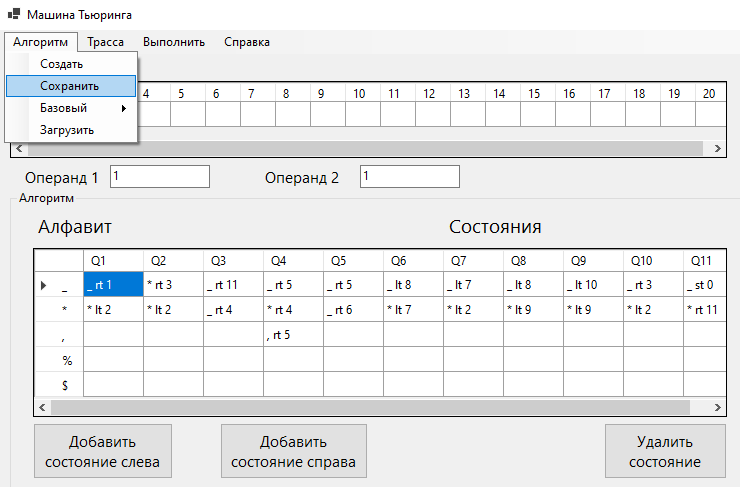 Машина Тьюринга
Алгоритм Трасса Выполнить Справка
Создать
Сохранить
Базовый
Загрузить
4 5 6 7 8 9 10 11 12 13 14 15 16 17 18 19 20
Операнд 1 1 Операнд 2 1
Алгоритм
Алфавит Состояния
Q1 Q2 Q3 Q4 Q5 Q6 Q7 Q8 Q9 Q10 Q11
_ _ rt 1 * rt 3 _ rt 11 _ rt 5 _ rt 5 _ lt 8 _ lt 7 _ lt 8 _ lt 10 _ rt 3 _ st 0
* * lt 2 * lt 2 _ rt 4 * rt 4 _ rt 6 * lt 7 * lt 2 * lt 9 * lt 9 * lt 2 * rt 11
, , rt 5
%
$
Добавить
состояние слева
Добавить
состояние справа
Удалить
состояние